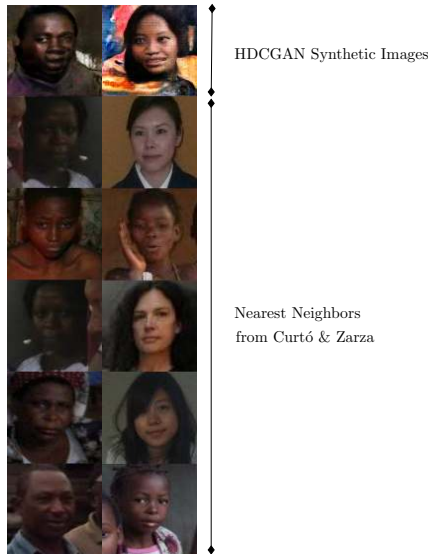 HDCGAN Synthetic Images
Nearest Neighbors
from Curtó & Zarza